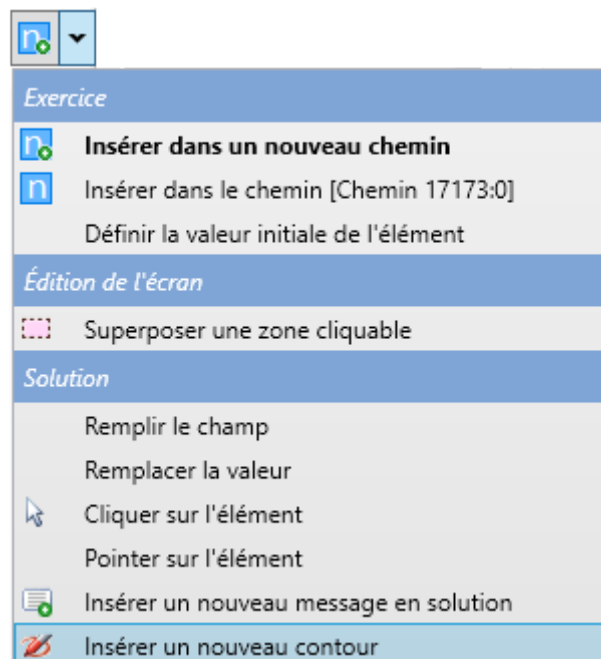 Exercice
Insérer dans un nouveau chemin
Insérer dans le chemin [Chemin 17173:0]
Définir la valeur initiale de l'élément
Édition de l'écran
Superposer une zone cliquable
Solution
Remplir le champ
Remplacer la valeur
Cliquer sur l'élément
Pointer sur l'élément
Insérer un nouveau message en solution
Insérer un nouveau contour